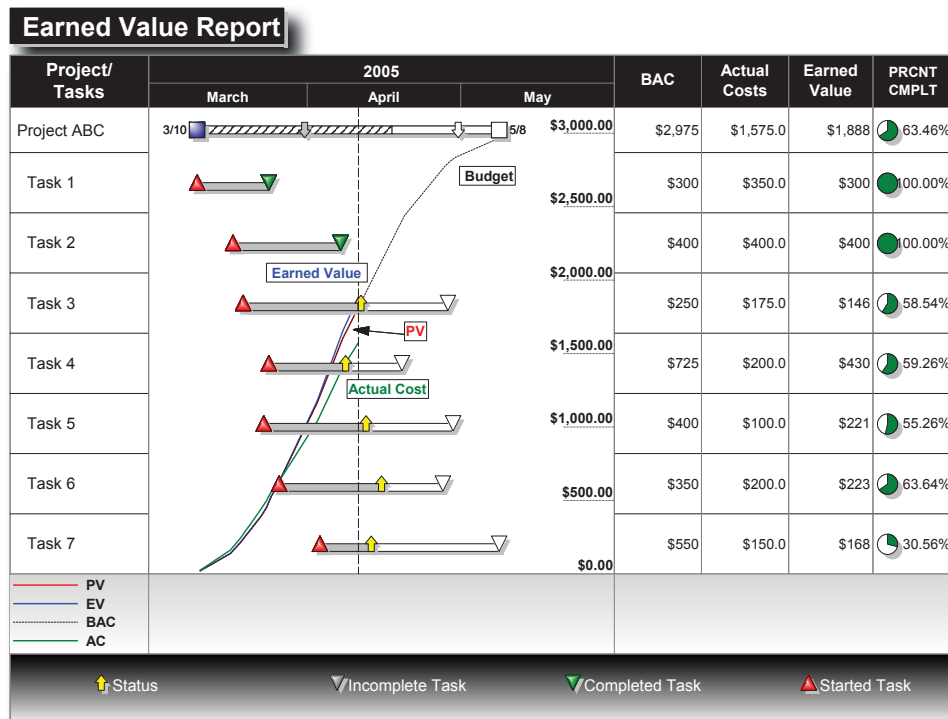 Earned Value Report
Project/ Tasks
2005
March April May
BAC
Actual Costs
Earned Value
PRCNT CMPLT
Project ABC 3/10 5/8 $3,000.00 $2,975 $1,575.0 $1,888 63.46%
Budget
Task 1 $300 $350.0 $300 100.00%
$2,500.00
Task 2 $400 $400.0 $400 100.00%
Earned Value
$2,000.00
Task 3 $250 $175.0 $146 58.54%
PV
$1,500.00
Task 4 $725 $200.0 $430 59.26%
Actual Cost
$1,000.00
Task 5 $400 $100.0 $221 55.26%
Task 6 $350 $200.0 $223 63.64%
$500.00
Task 7 $550 $150.0 $168 30.56%
$0.00
PV
EV
BAC
AC
Status Incomplete Task Completed Task Started Task